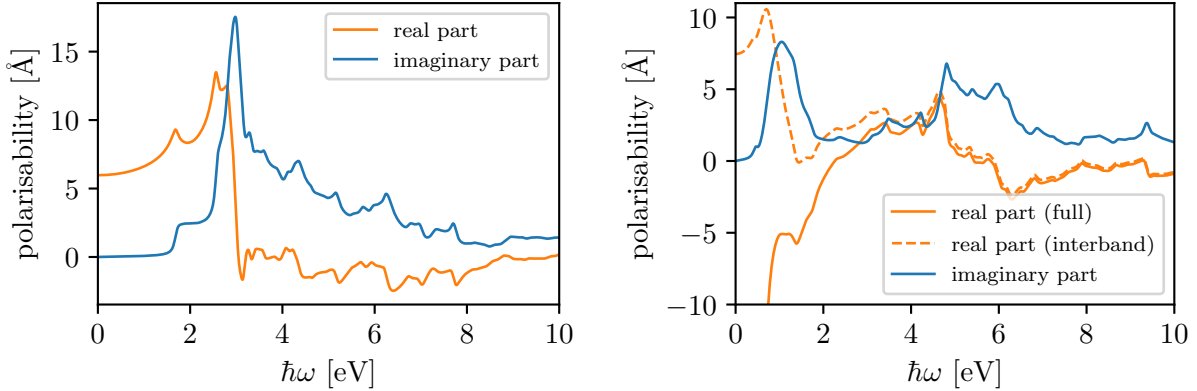 polarisability [Å]
15
10
5
0
real part
imaginary part
0 2 4 6 8 10
ħω [eV]
polarisability [Å]
10
5
0
−5
−10
real part (full)
real part (interband)
imaginary part
0 2 4 6 8 10
ħω [eV]